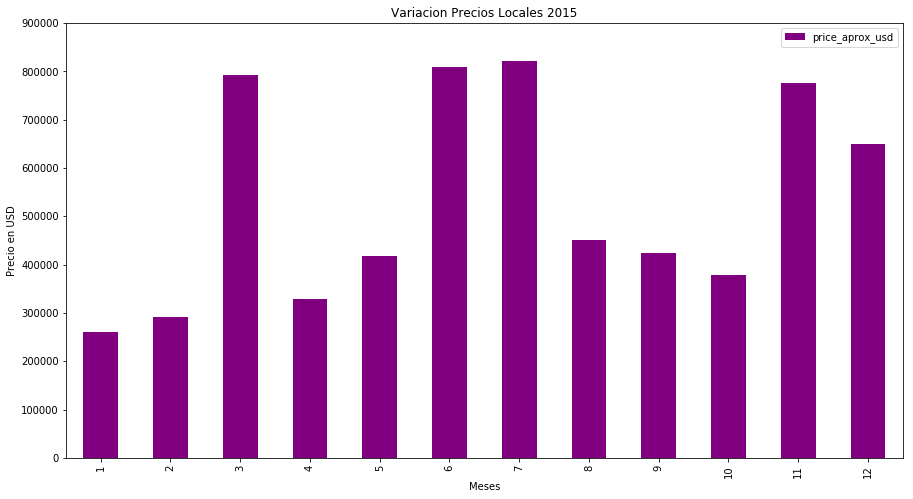 Variacion Precios Locales 2015
price_aprox_usd
Precio en USD
900000
800000
700000
600000
500000
400000
300000
200000
100000
0
1 2 3 4 5 6 7 8 9 10 11 12
Meses